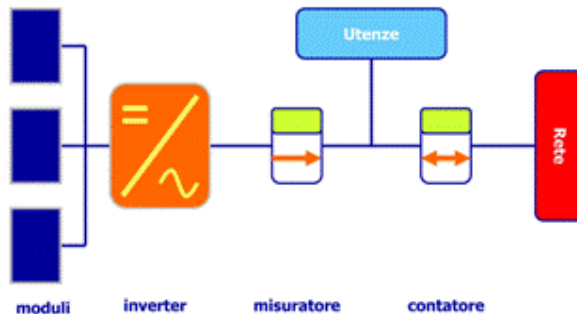 Utenze
Rete
moduli
inverter
misuratore
contatore